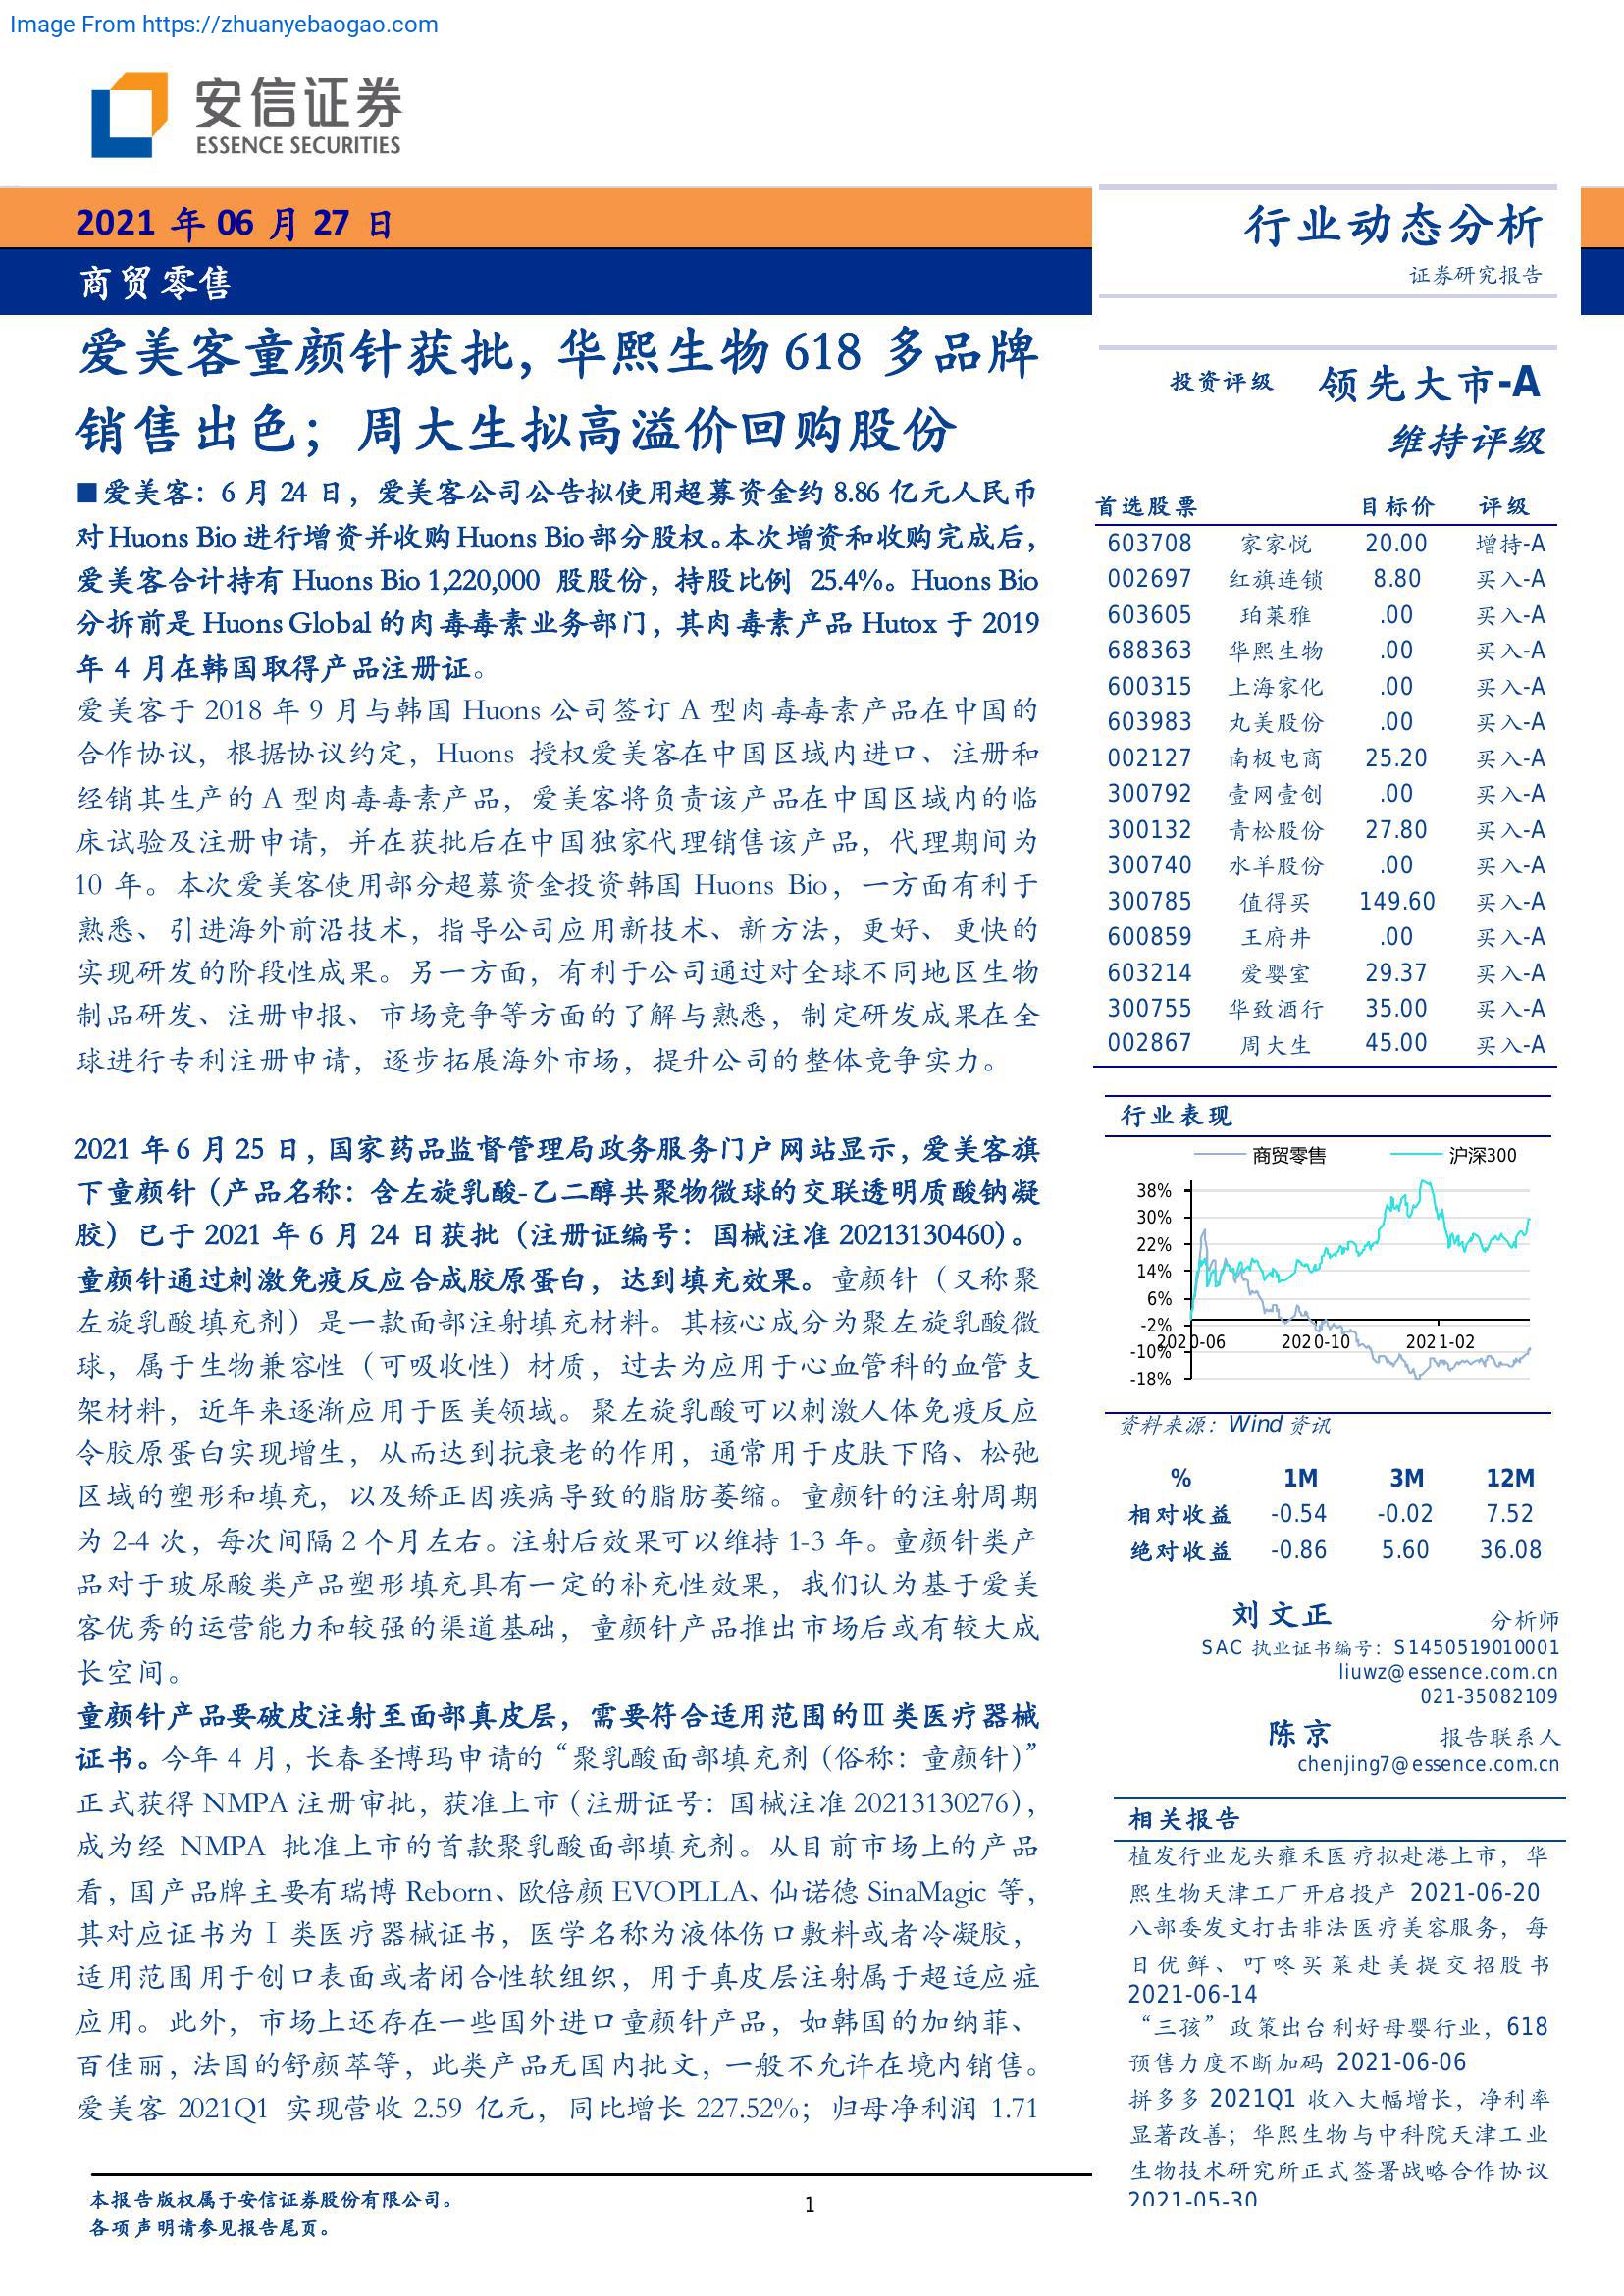 Image From https://zhuanyebaogao.com
安信证券
ESSENCE SECURITIES
2021 年 06 月 27 日
商贸零售
行业动态分析
证券研究报告
爱美客童颜针获批，华熙生物 618 多品牌
销售出色；周大生拟高溢价回购股份
■爱美客：6 月 24 日，爱美客公司公告拟使用超募资金约 8.86 亿元人民币
对 Huons Bio 进行增资并收购 Huons Bio 部分股权。本次增资和收购完成后，
爱美客合计持有 Huons Bio 1,220,000 股股份，持股比例 25.4%。Huons Bio
分拆前是 Huons Global 的肉毒毒素业务部门，其肉毒素产品 Hutox 于 2019
年 4 月在韩国取得产品注册证。
爱美客于 2018 年 9 月与韩国 Huons 公司签订 A 型肉毒毒素产品在中国的
合作协议，根据协议约定，Huons 授权爱美客在中国区域内进口、注册和
经销其生产的 A 型肉毒毒素产品，爱美客将负责该产品在中国区域内的临
床试验及注册申请，并在获批后在中国独家代理销售该产品，代理期间为
10 年。本次爱美客使用部分超募资金投资韩国 Huons Bio，一方面有利于
熟悉、引进海外前沿技术，指导公司应用新技术、新方法，更好、更快的
实现研发的阶段性成果。另一方面，有利于公司通过对全球不同地区生物
制品研发、注册申报、市场竞争等方面的了解与熟悉，制定研发成果在全
球进行专利注册申请，逐步拓展海外市场，提升公司的整体竞争实力。
2021 年 6 月 25 日，国家药品监督管理局政务服务门户网站显示，爱美客旗
下童颜针（产品名称：含左旋乳酸-乙二醇共聚物微球的交联透明质酸钠凝
胶）已于 2021 年 6 月 24 日获批（注册证编号：国械注准 20213130460）。
童颜针通过刺激免疫反应合成胶原蛋白，达到填充效果。童颜针（又称聚
左旋乳酸填充剂）是一款面部注射填充材料。其核心成分为聚左旋乳酸微
球，属于生物兼容性（可吸收性）材质，过去为应用于心血管科的血管支
架材料，近年来逐渐应用于医美领域。聚左旋乳酸可以刺激人体免疫反应
令胶原蛋白实现增生，从而达到抗衰老的作用，通常用于皮肤下陷、松弛
区域的塑形和填充，以及矫正因疾病导致的脂肪萎缩。童颜针的注射周期
为 2-4 次，每次间隔 2 个月左右。注射后效果可以维持 1-3 年。童颜针类产
品对于玻尿酸类产品塑形填充具有一定的补充性效果，我们认为基于爱美
客优秀的运营能力和较强的渠道基础，童颜针产品推出市场后或有较大成
长空间。
童颜针产品要破皮注射至面部真皮层，需要符合适用范围的Ⅲ类医疗器械
证书。今年 4 月，长春圣博玛申请的“聚乳酸面部填充剂（俗称：童颜针）”
正式获得 NMPA 注册审批，获准上市（注册证号：国械注准 20213130276），
成为经 NMPA 批准上市的首款聚乳酸面部填充剂。从目前市场上的产品
看，国产品牌主要有瑞博 Reborn、欧倍颜 EVOPLLA、仙诺德 SinaMagic 等，
其对应证书为Ⅰ类医疗器械证书，医学名称为液体伤口敷料或者冷凝胶，
适用范围用于创口表面或者闭合性软组织，用于真皮层注射属于超适应症
应用。此外，市场上还存在一些国外进口童颜针产品，如韩国的加纳菲、
百佳丽，法国的舒颜萃等，此类产品无国内批文，一般不允许在境内销售。
爱美客 2021Q1 实现营收 2.59 亿元，同比增长 227.52%；归母净利润 1.71
投资评级 领先大市-A
维持评级
首选股票 目标价 评级
603708 家家悦 20.00 增持-A
002697 红旗连锁 8.80 买入-A
603605 珀莱雅 .00 买入-A
688363 华熙生物 .00 买入-A
600315 上海家化 .00 买入-A
603983 丸美股份 .00 买入-A
002127 南极电商 25.20 买入-A
300792 壹网壹创 .00 买入-A
300132 青松股份 27.80 买入-A
300740 水羊股份 .00 买入-A
300785 值得买 149.60 买入-A
600859 王府井 .00 买入-A
603214 爱婴室 29.37 买入-A
300755 华致酒行 35.00 买入-A
002867 周大生 45.00 买入-A
行业表现
商贸零售 沪深300
38%
30%
22%
14%
6%
-2%
2020-06 2020-10 2021-02
-10%
-18%
资料来源：Wind 资讯
% 1M 3M 12M
相对收益 -0.54 -0.02 7.52
绝对收益 -0.86 5.60 36.08
刘文正 分析师
SAC 执业证书编号：S1450519010001
liuwz@essence.com.cn
021-35082109
陈京 报告联系人
chenjing7@essence.com.cn
相关报告
植发行业龙头雍禾医疗拟赴港上市，华
熙生物天津工厂开启投产 2021-06-20
八部委发文打击非法医疗美容服务，每
日优鲜、叮咚买菜赴美提交招股书
2021-06-14
“三孩”政策出台利好母婴行业，618
预售力度不断加码 2021-06-06
拼多多 2021Q1 收入大幅增长，净利率
显著改善；华熙生物与中科院天津工业
生物技术研究所正式签署战略合作协议
2021-05-30
本报告版权属于安信证券股份有限公司。
各项声明请参见报告尾页。
1